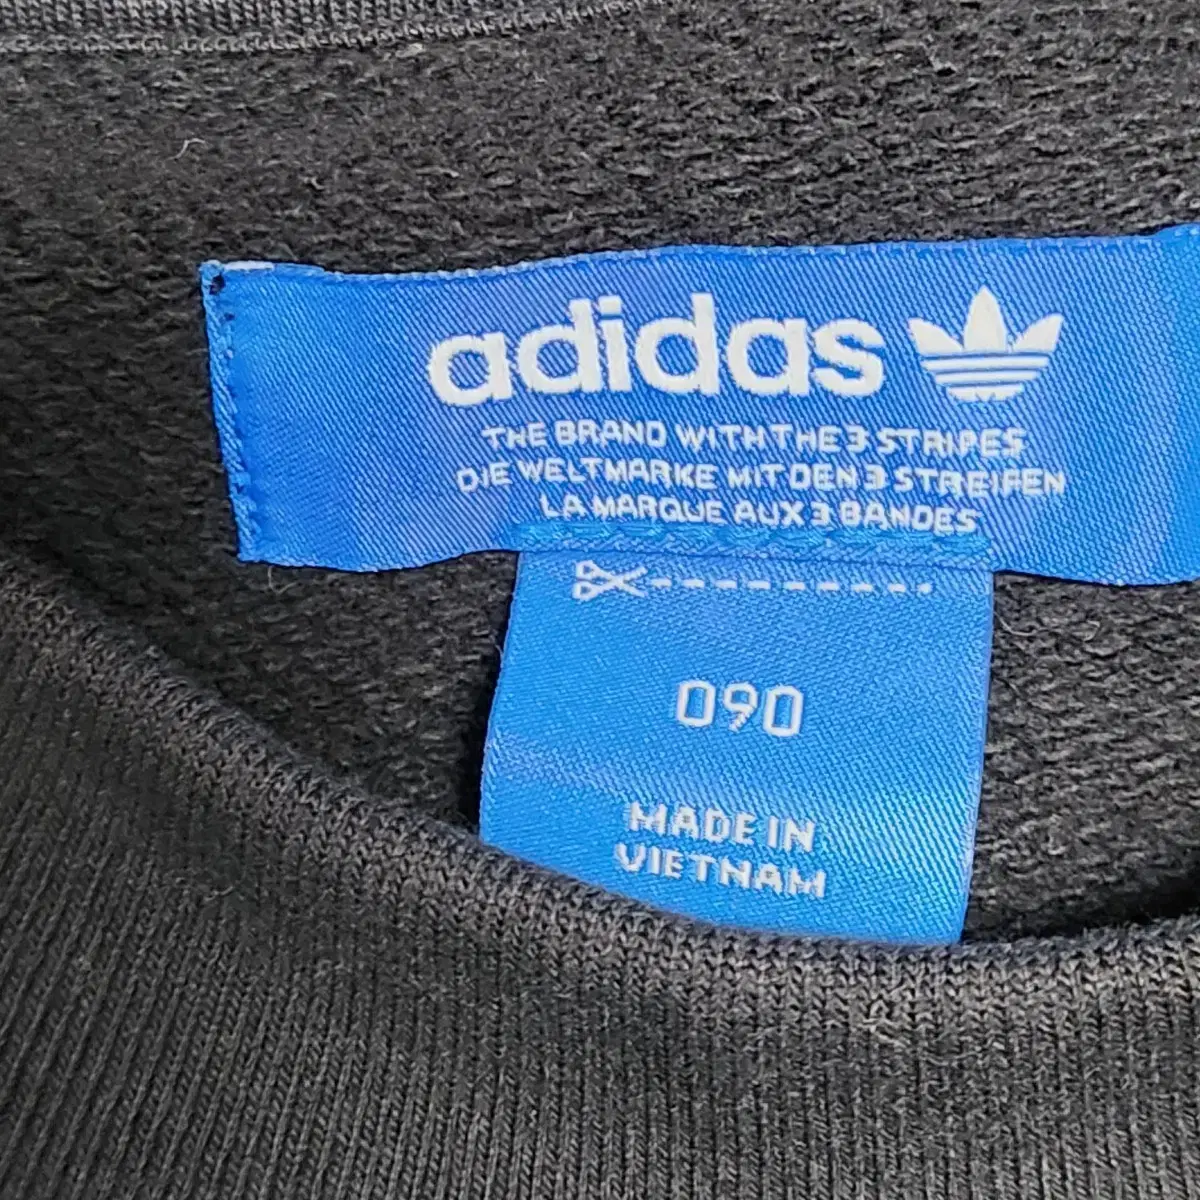 adidas
THE BRAND WITH THE 3 STRIPES
DIE WELTMARKE MIT DEN 3 STREIFEN
LA MARQUE AUX 3 BANDES
090
MADE IN
VIETNAM